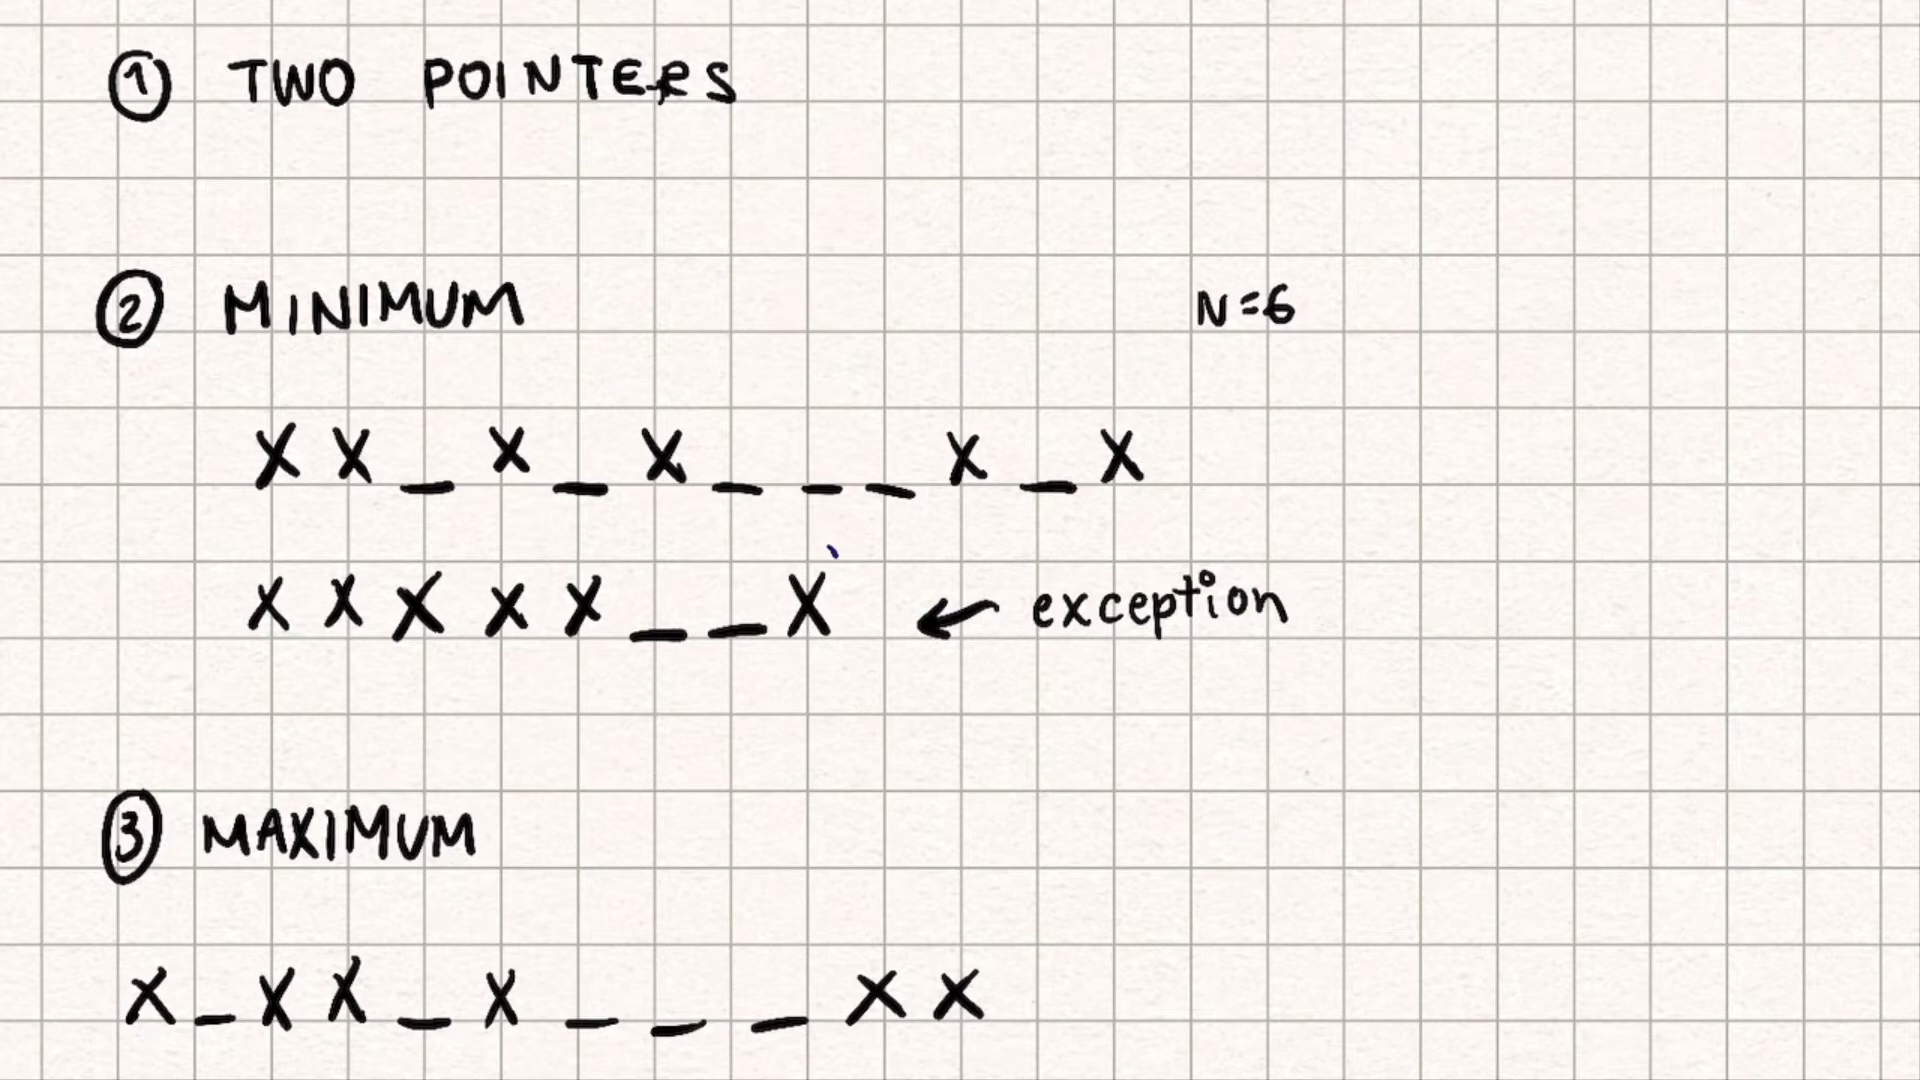 ① TWO POINTERS
② MINIMUM N=6
X X _ X _ X _ _ _ X _ X
X X X X X _ _ X ← exception
③ MAXIMUM
X _ X X _ X _ _ _ X X